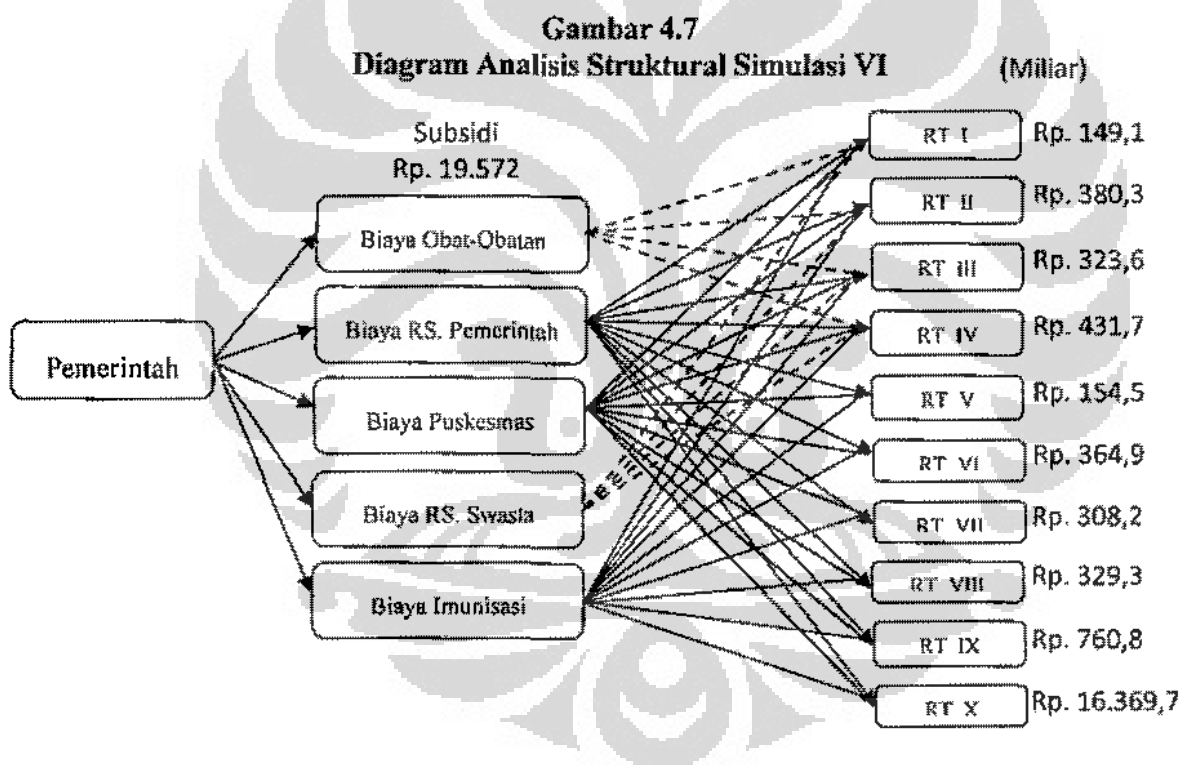 Gambar 4.7
Diagram Analisis Struktural Simulasi VI
(Miliar)
Subsidi
Rp. 19.572
Pemerintah
Biaya Obat-Obatan
Biaya RS. Pemerintah
Biaya Puskesmas
Biaya RS. Swasta
Biaya Imunisasi
RT I Rp. 149,1
RT II Rp. 380,3
RT III Rp. 323,6
RT IV Rp. 431,7
RT V Rp. 154,5
RT VI Rp. 364,9
RT VII Rp. 308,2
RT VIII Rp. 329,3
RT IX Rp. 760,8
RT X Rp. 16.369,7